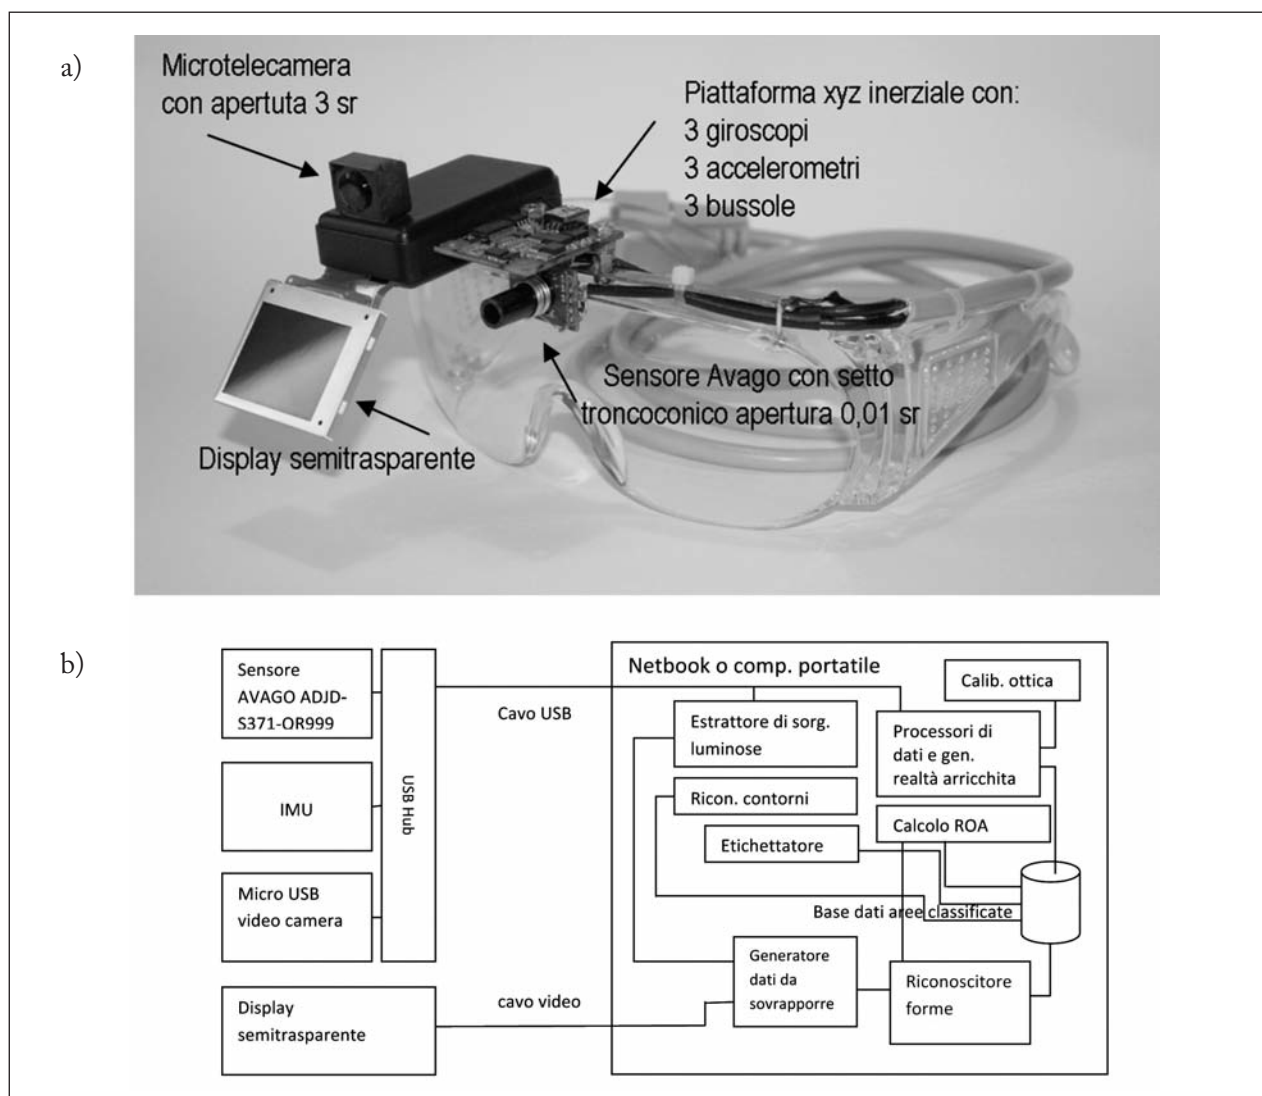 a)
Microtelecamera
con apertuta 3 sr
Piattaforma xyz inerziale con:
3 giroscopi
3 accelerometri
3 bussole
Sensore Avago con setto
troncoconico apertura 0,01 sr
Display semitrasparente
b)
Sensore
AVAGO ADJD-
S371-QR999
IMU
Micro USB
video camera
USB Hub
Display
semitrasparente
Cavo USB
cavo video
Netbook o comp. portatile
Calib. ottica
Estrattore di sorg.
luminose
Processori di
dati e gen.
realtà arricchita
Ricon. contorni
Calcolo ROA
Etichettatore
Base dati aree classificate
Generatore
dati da
sovrapporre
Riconoscitore
forme